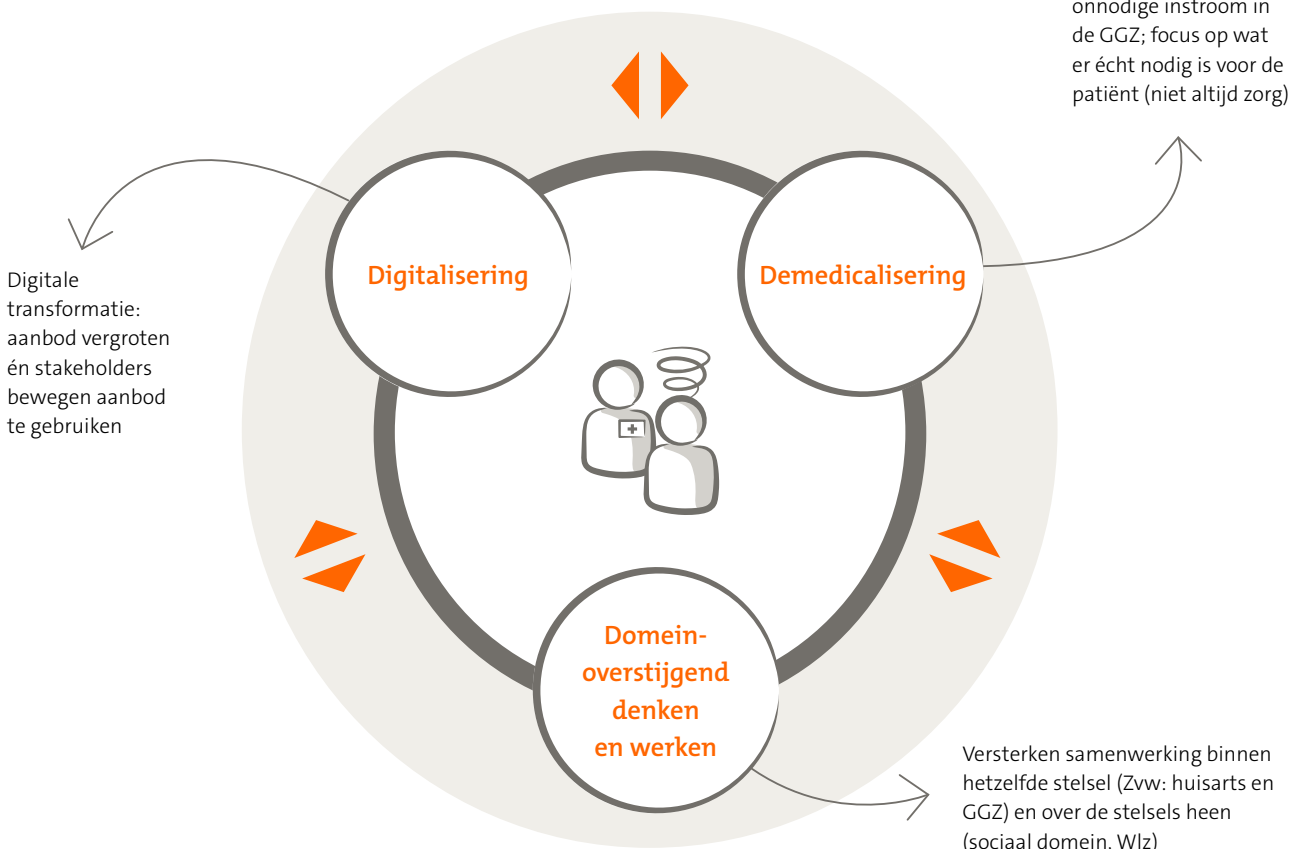 onnodige instroom in
de GGZ; focus op wat
er écht nodig is voor de
patiënt (niet altijd zorg)
Digitalisering
Demedicalisering
Digitale
transformatie:
aanbod vergroten
én stakeholders
bewegen aanbod
te gebruiken
Domein-
overstijgend
denken
en werken
Versterken samenwerking binnen
hetzelfde stelsel (Zvw: huisarts en
GGZ) en over de stelsels heen
(sociaal domein, Wlz)